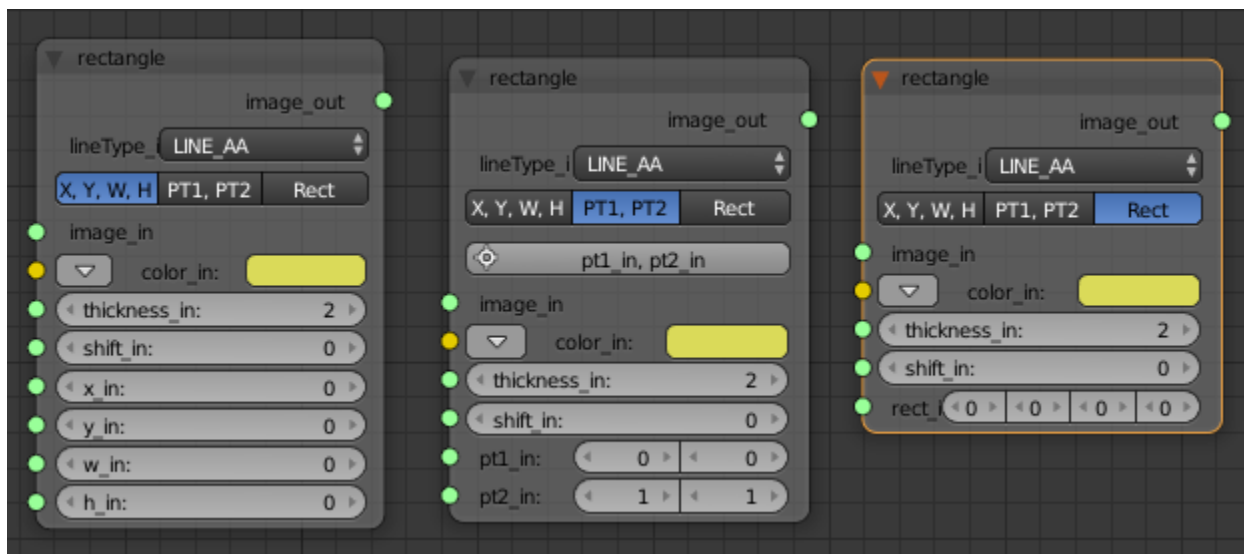 rectangle
image_out
lineType_i LINE_AA
X, Y, W, H PT1, PT2 Rect
image_in
color_in:
thickness_in: 2
shift_in: 0
x_in: 0
y_in: 0
w_in: 0
h_in: 0
rectangle
image_out
lineType_i LINE_AA
X, Y, W, H PT1, PT2 Rect
pt1_in, pt2_in
image_in
color_in:
thickness_in: 2
shift_in: 0
pt1_in: 0 0
pt2_in: 1 1
rectangle
image_out
lineType_i LINE_AA
X, Y, W, H PT1, PT2 Rect
image_in
color_in:
thickness_in: 2
shift_in: 0
rect_i 0 0 0 0